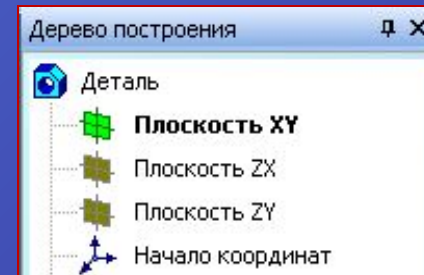 Дерево построения
Деталь
Плоскость XY
Плоскость ZX
Плоскость ZY
Начало координат